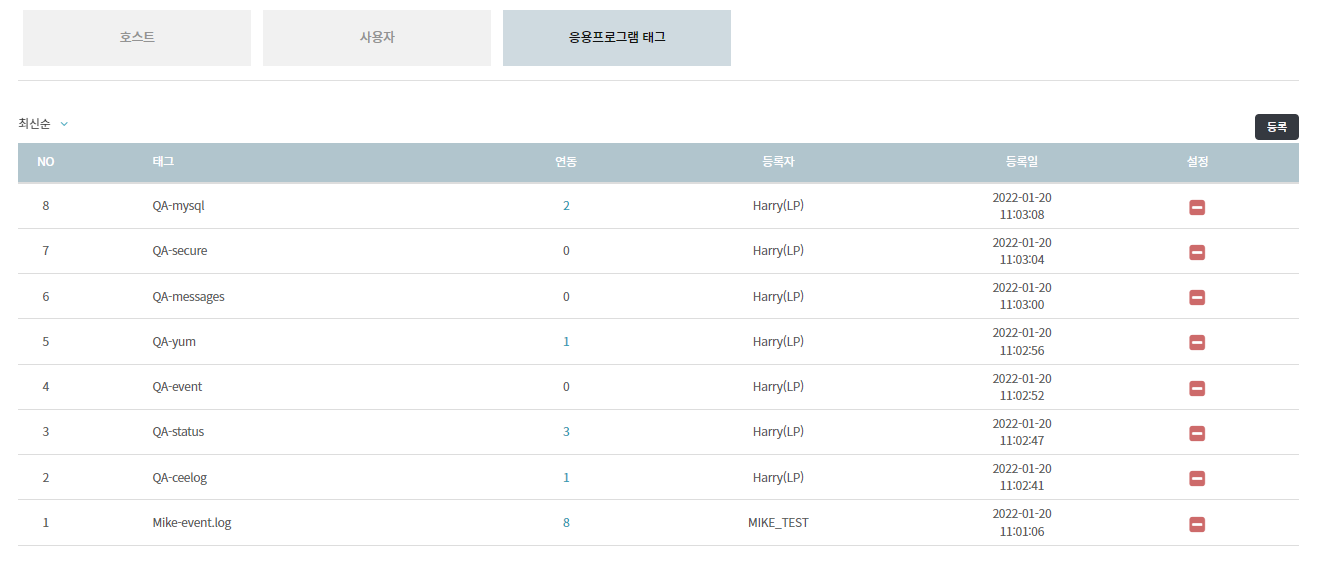 호스트 사용자 응용프로그램 태그
최신순
등록
NO 태그 연동 등록자 등록일 설정
8 QA-mysql 2 Harry(LP) 2022-01-20 11:03:08
7 QA-secure 0 Harry(LP) 2022-01-20 11:03:04
6 QA-messages 0 Harry(LP) 2022-01-20 11:03:00
5 QA-yum 1 Harry(LP) 2022-01-20 11:02:56
4 QA-event 0 Harry(LP) 2022-01-20 11:02:52
3 QA-status 3 Harry(LP) 2022-01-20 11:02:47
2 QA-ceelog 1 Harry(LP) 2022-01-20 11:02:41
1 Mike-event.log 8 MIKE_TEST 2022-01-20 11:01:06